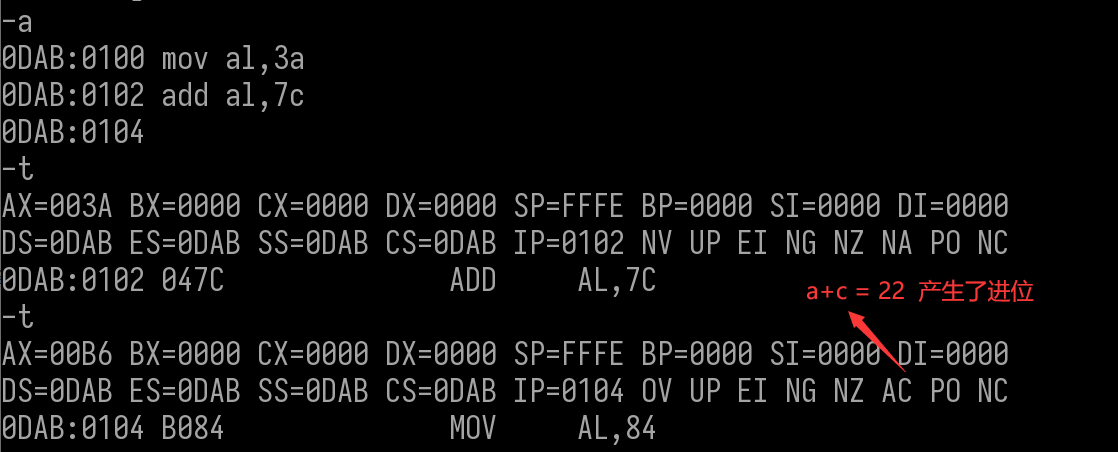 -a
0DAB:0100 mov al,3a
0DAB:0102 add al,7c
0DAB:0104
-t
AX=003A BX=0000 CX=0000 DX=0000 SP=FFFE BP=0000 SI=0000 DI=0000
DS=0DAB ES=0DAB SS=0DAB CS=0DAB IP=0102 NV UP EI NG NZ NA PO NC
0DAB:0102 047C ADD AL,7C
a+c = 22 产生了进位
-t
AX=00B6 BX=0000 CX=0000 DX=0000 SP=FFFE BP=0000 SI=0000 DI=0000
DS=0DAB ES=0DAB SS=0DAB CS=0DAB IP=0104 OV UP EI NG NZ AC PO NC
0DAB:0104 B084 MOV AL,84